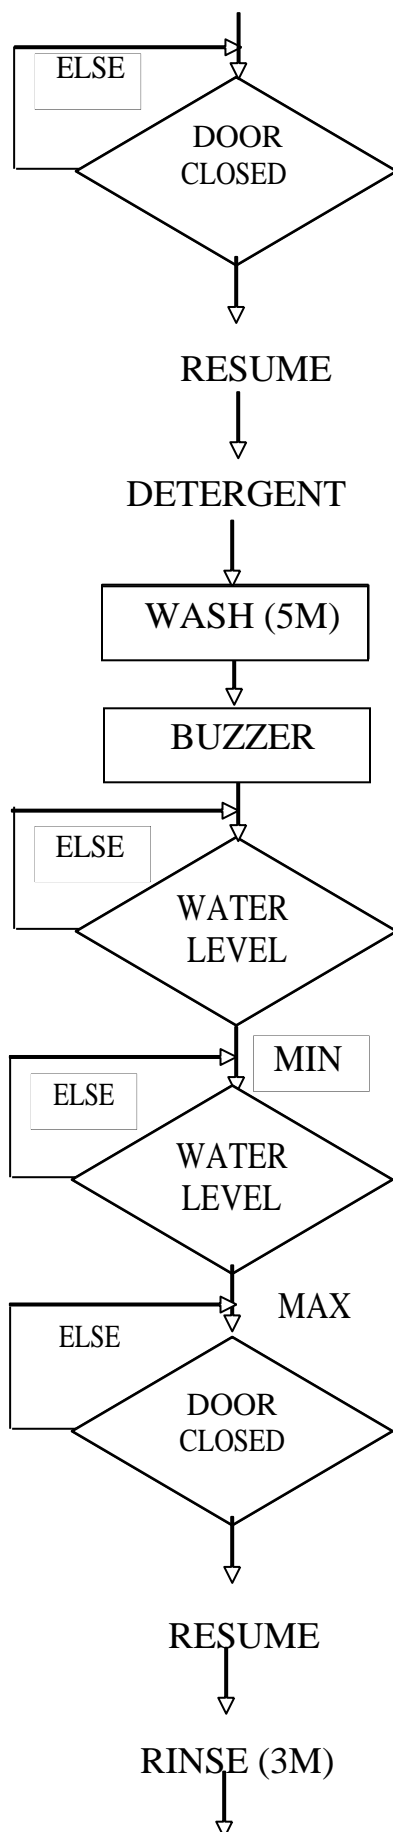 ELSE
DOOR
CLOSED
RESUME
DETERGENT
WASH (5M)
BUZZER
ELSE
WATER
LEVEL
MIN
ELSE
WATER
LEVEL
MAX
ELSE
DOOR
CLOSED
RESUME
RINSE (3M)